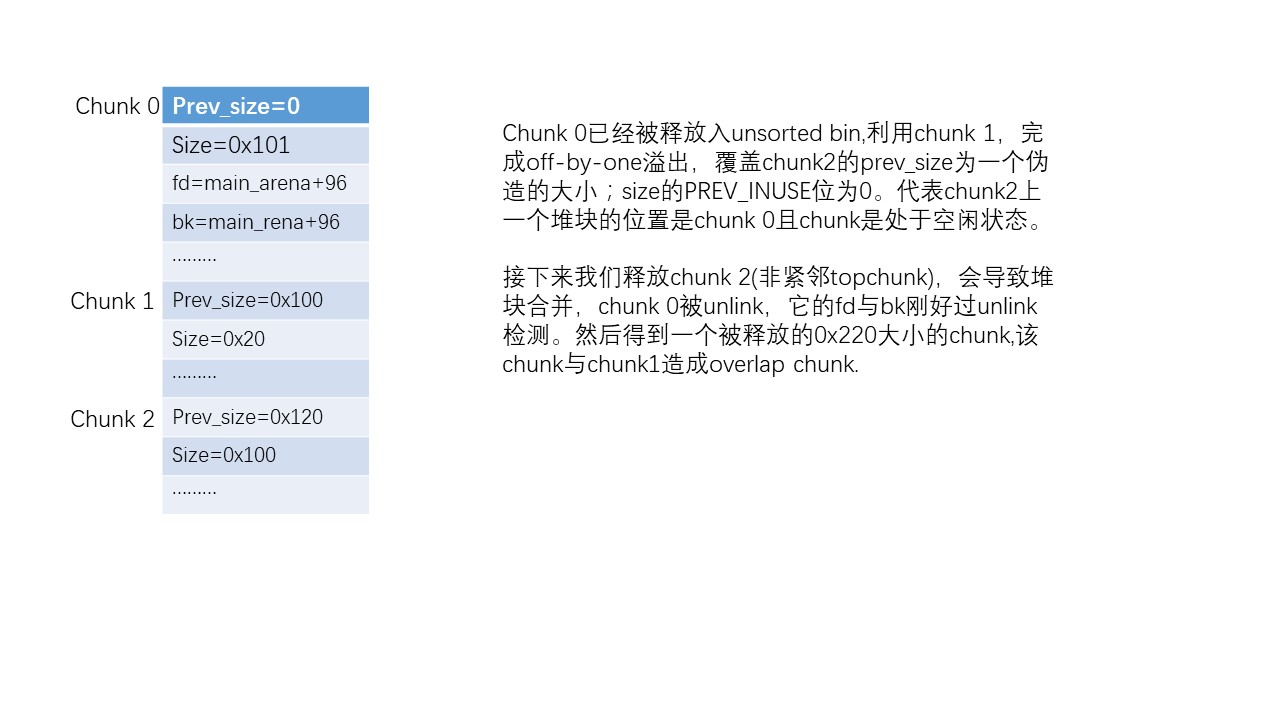 Chunk 0
Prev_size=0
Size=0x101
fd=main_arena+96
bk=main_rena+96
.........
Chunk 1
Prev_size=0x100
Size=0x20
.........
Chunk 2
Prev_size=0x120
Size=0x100
.........
Chunk 0已经被释放入unsorted bin,利用chunk 1，完
成off-by-one溢出，覆盖chunk2的prev_size为一个伪
造的大小；size的PREV_INUSE位为0。代表chunk2上
一个堆块的位置是chunk 0且chunk是处于空闲状态。
接下来我们释放chunk 2(非紧邻topchunk)，会导致堆
块合并，chunk 0被unlink，它的fd与bk刚好过unlink
检测。然后得到一个被释放的0x220大小的chunk,该
chunk与chunk1造成overlap chunk.